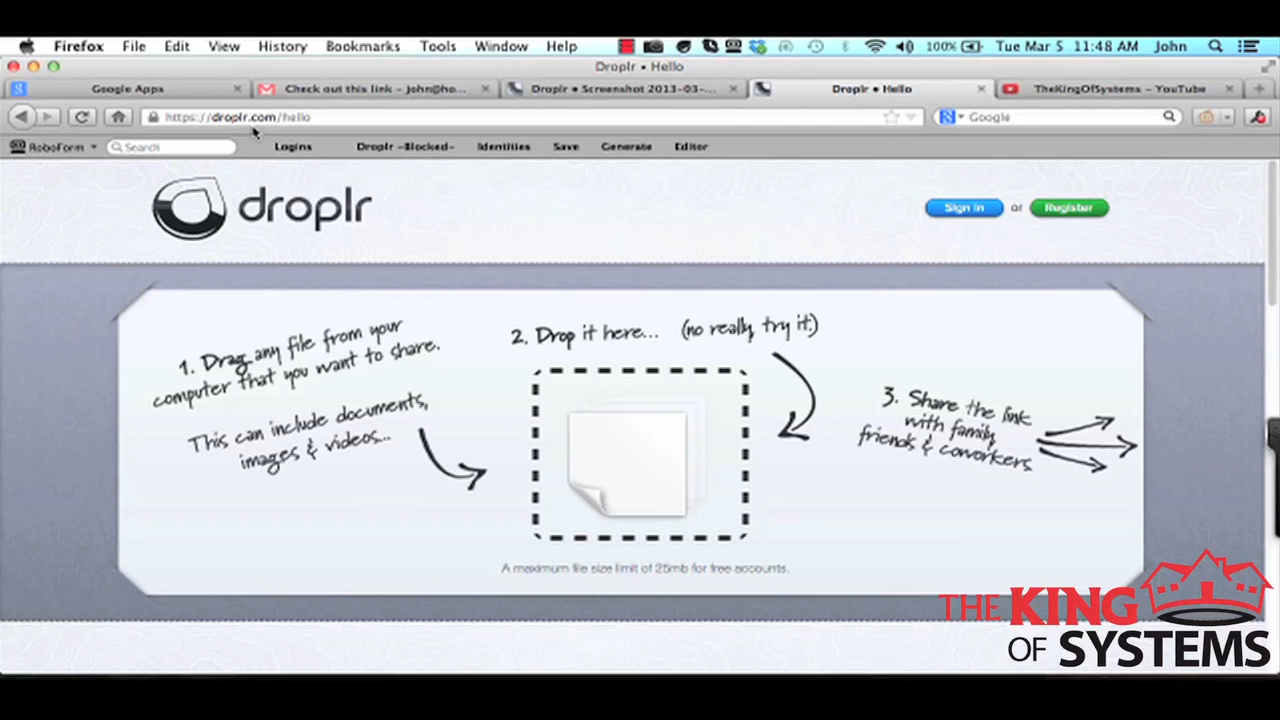 Firefox File Edit View History Bookmarks Tools Window Help 100% Tue Mar 5 11:48 AM John
Droplr • Hello
Google Apps Check out this link – john@ho... Droplr • Screenshot 2013-03-... Droplr • Hello TheKingOfSystems – YouTube
https://droplr.com/hello Google
RoboForm Search Logins Droplr -Blocked- Identities Save Generate Editor
droplr
Sign In or Register
1. Drag any file from your
computer that you want to share.
This can include documents,
images & videos...
2. Drop it here... (no really, try it.)
3. Share the link
with family,
friends & coworkers
A maximum file size limit of 25mb for free accounts.
THE KING
OF SYSTEMS